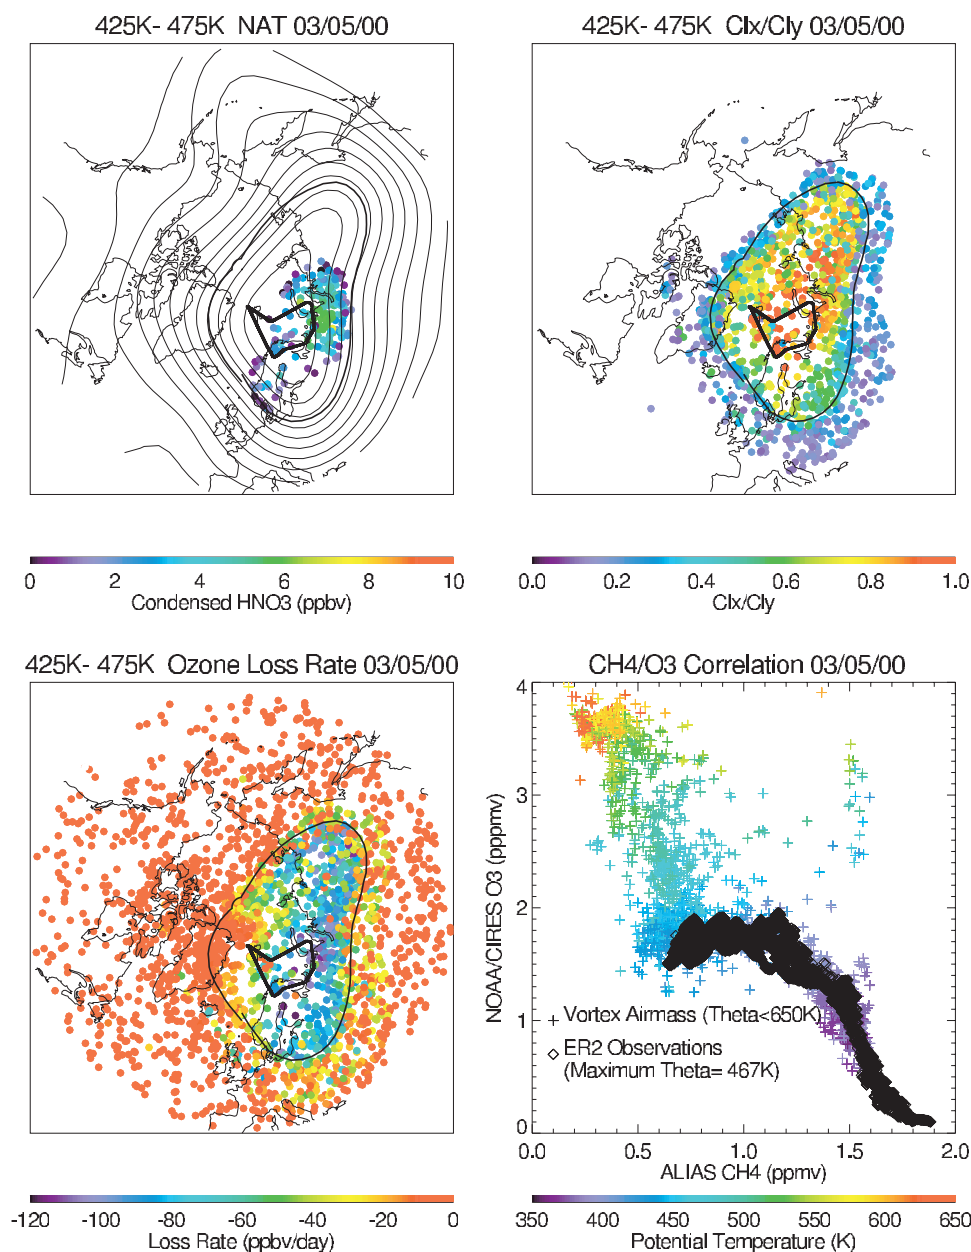 425K- 475K NAT 03/05/00
425K- 475K Clx/Cly 03/05/00
0 2 4 6 8 10
Condensed HNO3 (ppbv)
0.0 0.2 0.4 0.6 0.8 1.0
Clx/Cly
425K- 475K Ozone Loss Rate 03/05/00
-120 -100 -80 -60 -40 -20 0
Loss Rate (ppbv/day)
CH4/O3 Correlation 03/05/00
4
3
2
1
0
NOAA/CIRES O3 (pppmv)
+ Vortex Airmass (Theta<650K)
◇ ER2 Observations
(Maximum Theta= 467K)
0.0 0.5 1.0 1.5 2.0
ALIAS CH4 (ppmv)
350 400 450 500 550 600 650
Potential Temperature (K)